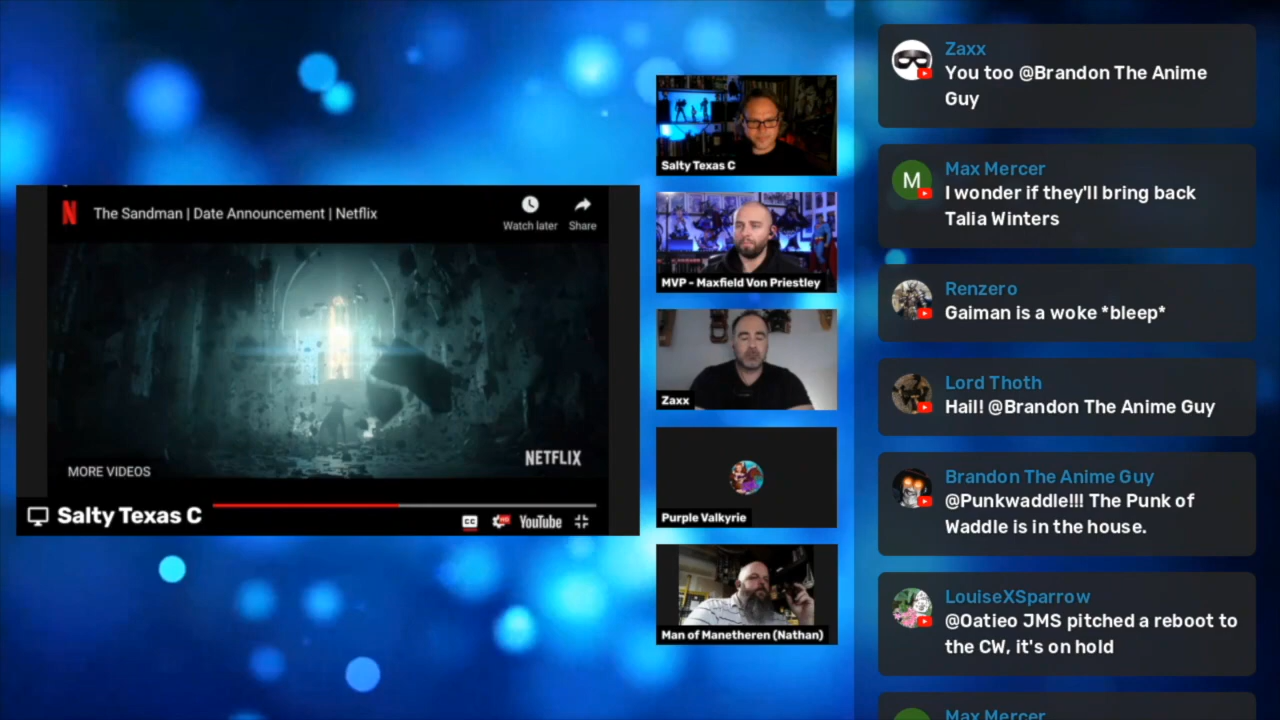 N The Sandman | Date Announcement | Netflix
Watch later Share
NETFLIX
MORE VIDEOS
Salty Texas C
CC HD YouTube
Salty Texas C
MVP - Maxfield Von Priestley
Zaxx
Purple Valkyrie
Man of Manetheren (Nathan)
Zaxx
You too @Brandon The Anime
Guy
M
Max Mercer
I wonder if they'll bring back
Talia Winters
Renzero
Gaiman is a woke *bleep*
Lord Thoth
Hail! @Brandon The Anime Guy
Brandon The Anime Guy
@Punkwaddle!!! The Punk of
Waddle is in the house.
LouiseXSparrow
@Oatieo JMS pitched a reboot to
the CW, it's on hold
Max Mercer